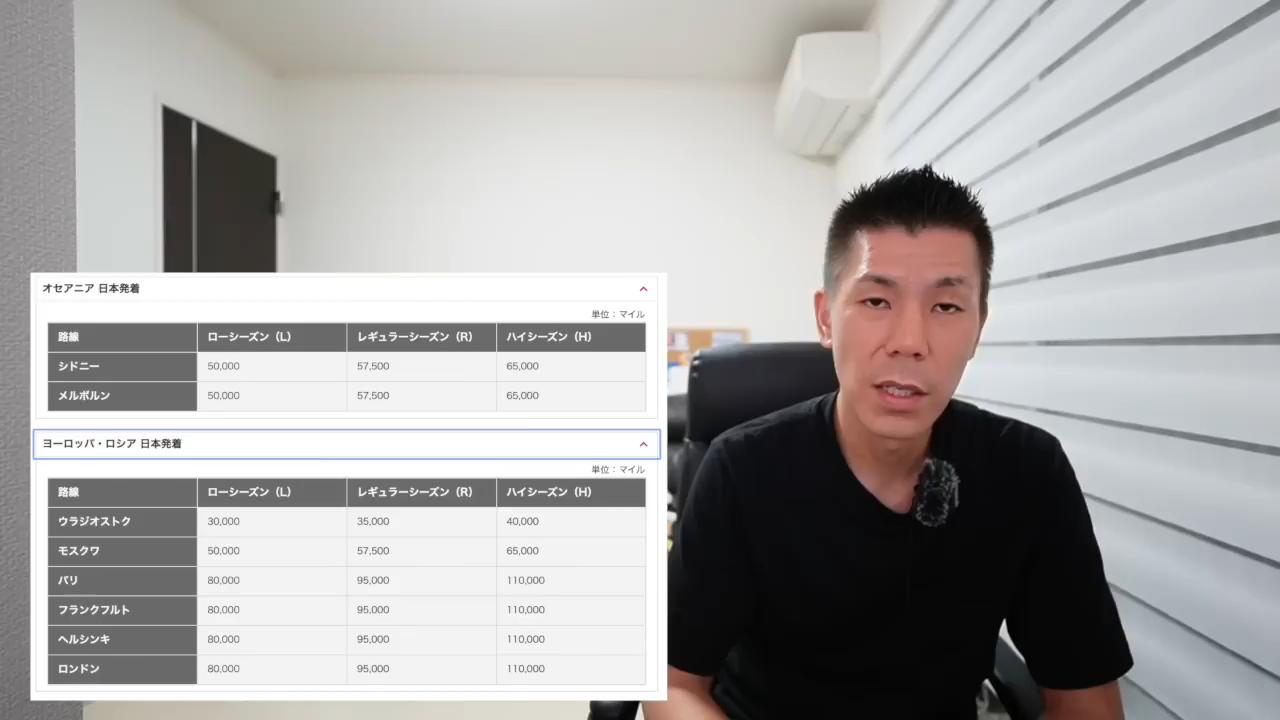 オセアニア 日本発着
単位：マイル
路線 ローシーズン（L） レギュラーシーズン（R） ハイシーズン（H）
シドニー 50,000 57,500 65,000
メルボルン 50,000 57,500 65,000
ヨーロッパ・ロシア 日本発着
単位：マイル
路線 ローシーズン（L） レギュラーシーズン（R） ハイシーズン（H）
ウラジオストク 30,000 35,000 40,000
モスクワ 50,000 57,500 65,000
パリ 80,000 95,000 110,000
フランクフルト 80,000 95,000 110,000
ヘルシンキ 80,000 95,000 110,000
ロンドン 80,000 95,000 110,000